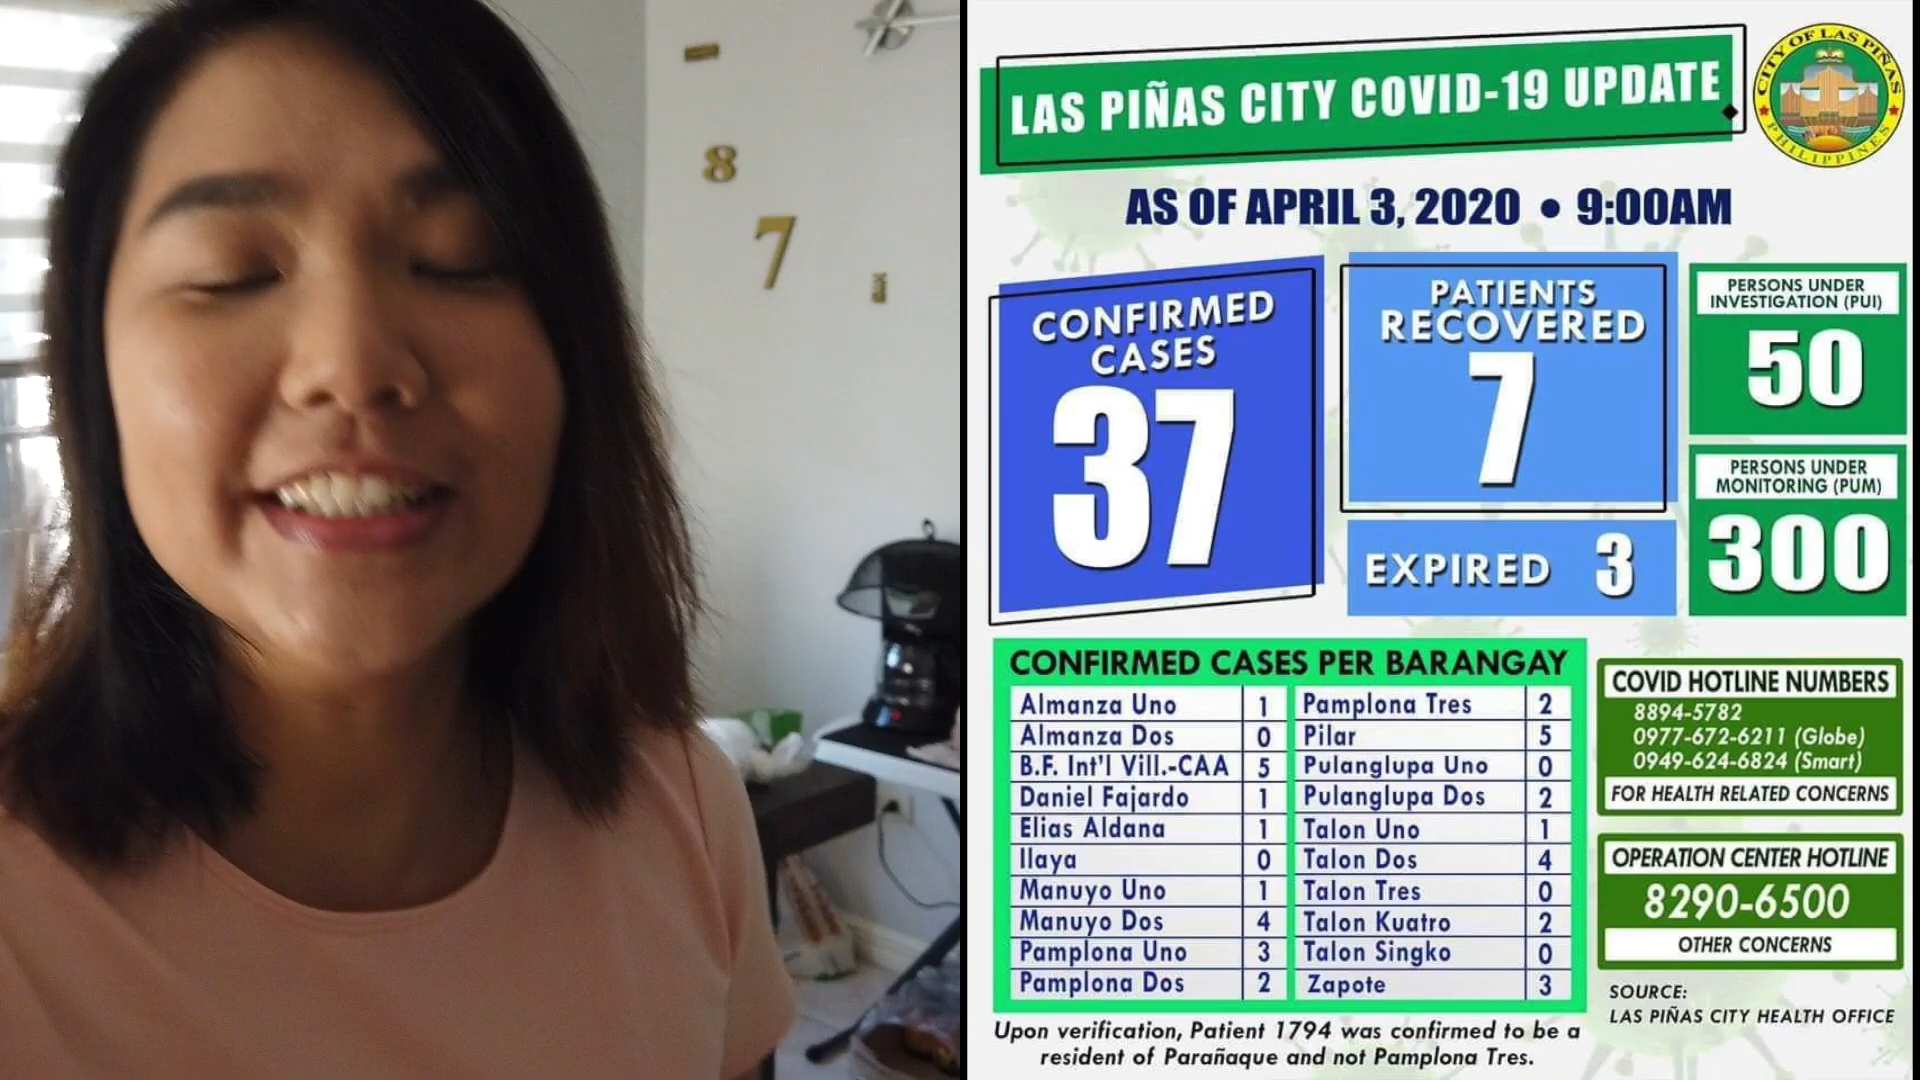 8
7
LAS PIÑAS CITY COVID-19 UPDATE
CITY OF LAS PIÑAS
PHILIPPINES
AS OF APRIL 3, 2020 • 9:00AM
CONFIRMED
CASES
37
PATIENTS
RECOVERED
7
EXPIRED 3
PERSONS UNDER
INVESTIGATION (PUI)
50
PERSONS UNDER
MONITORING (PUM)
300
CONFIRMED CASES PER BARANGAY
Almanza Uno 1 Pamplona Tres 2
Almanza Dos 0 Pilar 5
B.F. Int'l Vill.-CAA 5 Pulanglupa Uno 0
Daniel Fajardo 1 Pulanglupa Dos 2
Elias Aldana 1 Talon Uno 1
Ilaya 0 Talon Dos 4
Manuyo Uno 1 Talon Tres 0
Manuyo Dos 4 Talon Kuatro 2
Pamplona Uno 3 Talon Singko 0
Pamplona Dos 2 Zapote 3
Upon verification, Patient 1794 was confirmed to be a
resident of Parañaque and not Pamplona Tres.
COVID HOTLINE NUMBERS
8894-5782
0977-672-6211 (Globe)
0949-624-6824 (Smart)
FOR HEALTH RELATED CONCERNS
OPERATION CENTER HOTLINE
8290-6500
OTHER CONCERNS
SOURCE:
LAS PIÑAS CITY HEALTH OFFICE